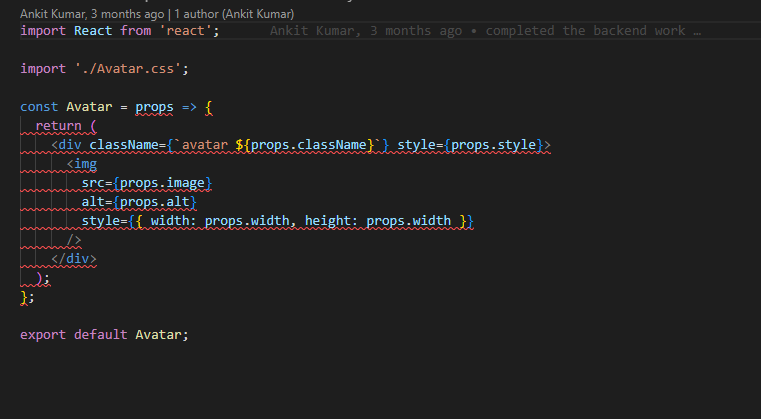 Ankit Kumar, 3 months ago | 1 author (Ankit Kumar)
import React from 'react';     Ankit Kumar, 3 months ago • completed the backend work …
import './Avatar.css';
const Avatar = props => {
  return (
    <div className={`avatar ${props.className}`} style={props.style}>
      <img
        src={props.image}
        alt={props.alt}
        style={{ width: props.width, height: props.width }}
      />
    </div>
  );
};
export default Avatar;